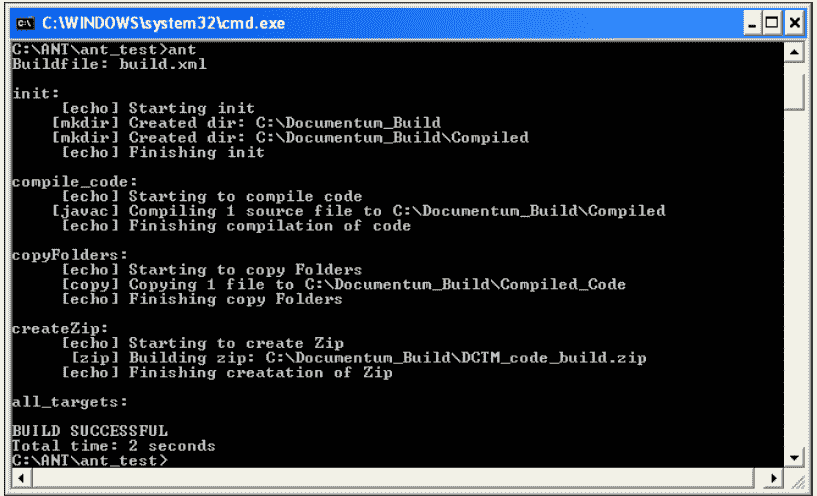 C:\WINDOWS\system32\cmd.exe
C:\ANT\ant_test>ant
Buildfile: build.xml
init:
[echo] Starting init
[mkdir] Created dir: C:\Documentum_Build
[mkdir] Created dir: C:\Documentum_Build\Compiled
[echo] Finishing init
compile_code:
[echo] Starting to compile code
[javac] Compiling 1 source file to C:\Documentum_Build\Compiled
[echo] Finishing compilation of code
copyFolders:
[echo] Starting to copy Folders
[copy] Copying 1 file to C:\Documentum_Build\Compiled_Code
[echo] Finishing copy Folders
createZip:
[echo] Starting to create Zip
[zip] Building zip: C:\Documentum_Build\DCTM_code_build.zip
[echo] Finishing creatation of Zip
all_targets:
BUILD SUCCESSFUL
Total time: 2 seconds
C:\ANT\ant_test>